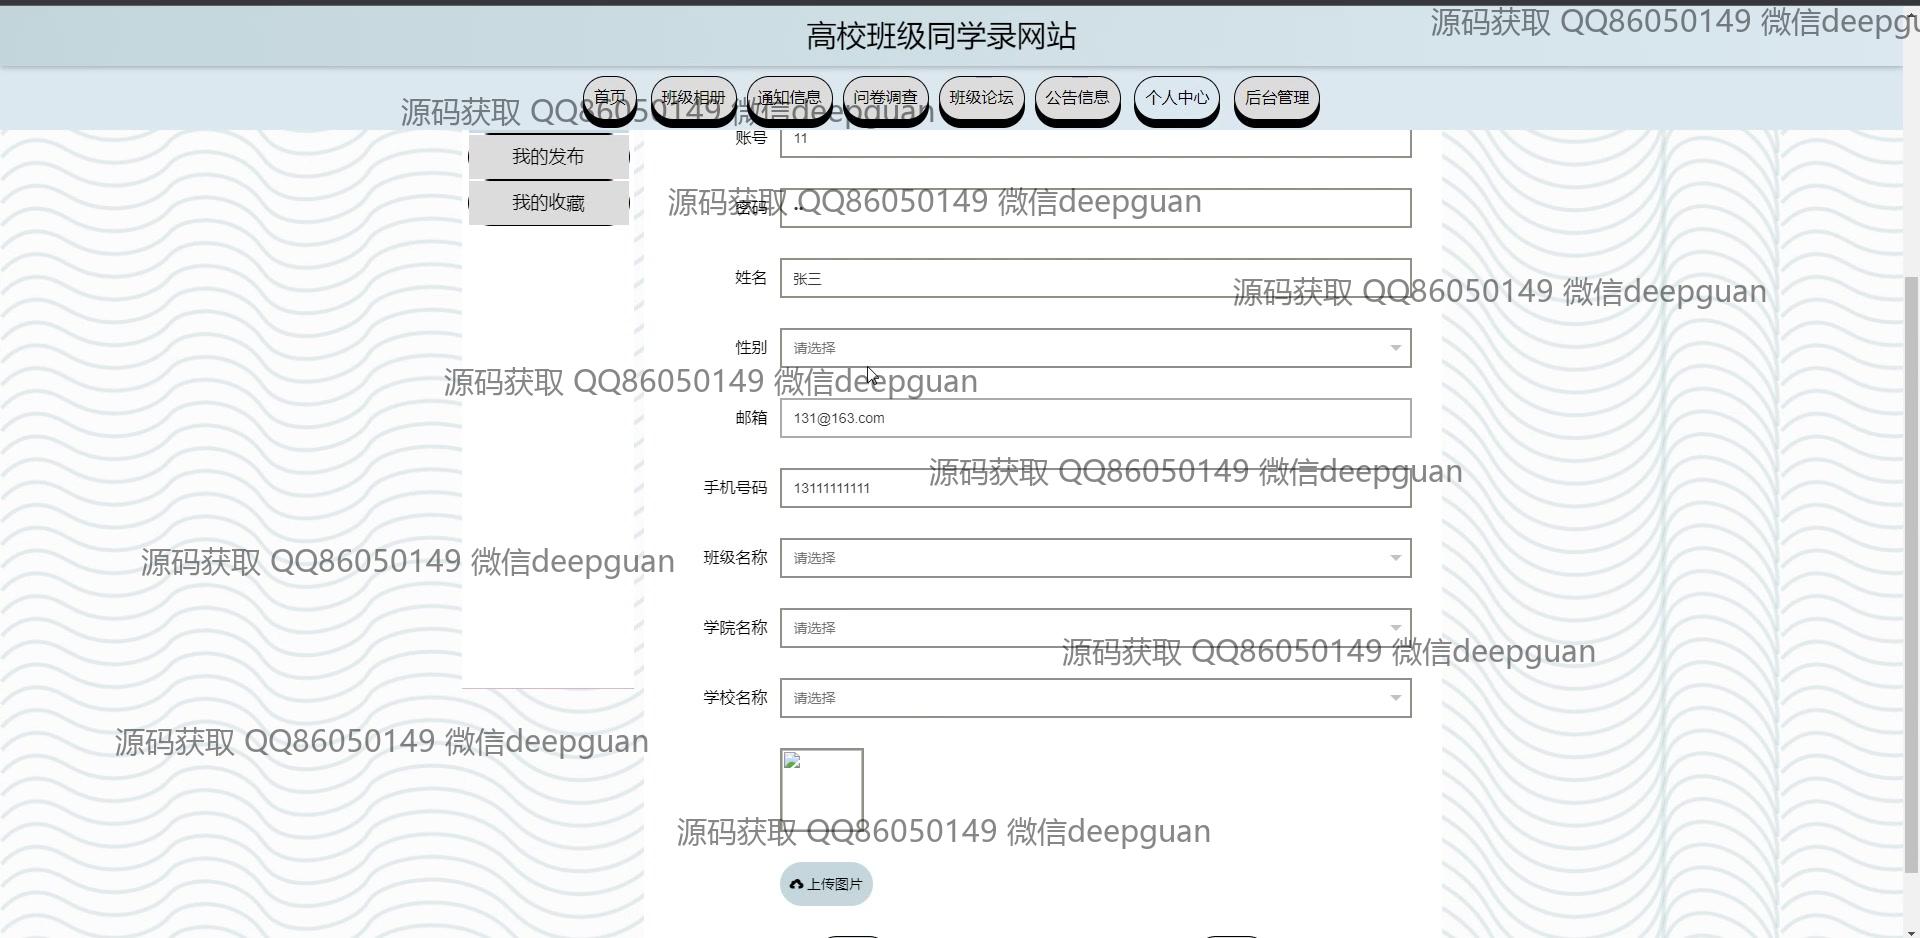 高校班级同学录网站
源码获取 QQ86050149 微信deepgu
首页 班级相册 通知信息 问卷调查 班级论坛 公告信息 个人中心 后台管理
源码获取 QQ86050149 微信deepguan
账号 11
我的发布
我的收藏
密码 ··
源码获取 QQ86050149 微信deepguan
姓名 张三
源码获取 QQ86050149 微信deepguan
性别 请选择
源码获取 QQ86050149 微信deepguan
邮箱 131@163.com
源码获取 QQ86050149 微信deepguan
手机号码 13111111111
班级名称 请选择
源码获取 QQ86050149 微信deepguan
学院名称 请选择
源码获取 QQ86050149 微信deepguan
学校名称 请选择
源码获取 QQ86050149 微信deepguan
源码获取 QQ86050149 微信deepguan
上传图片